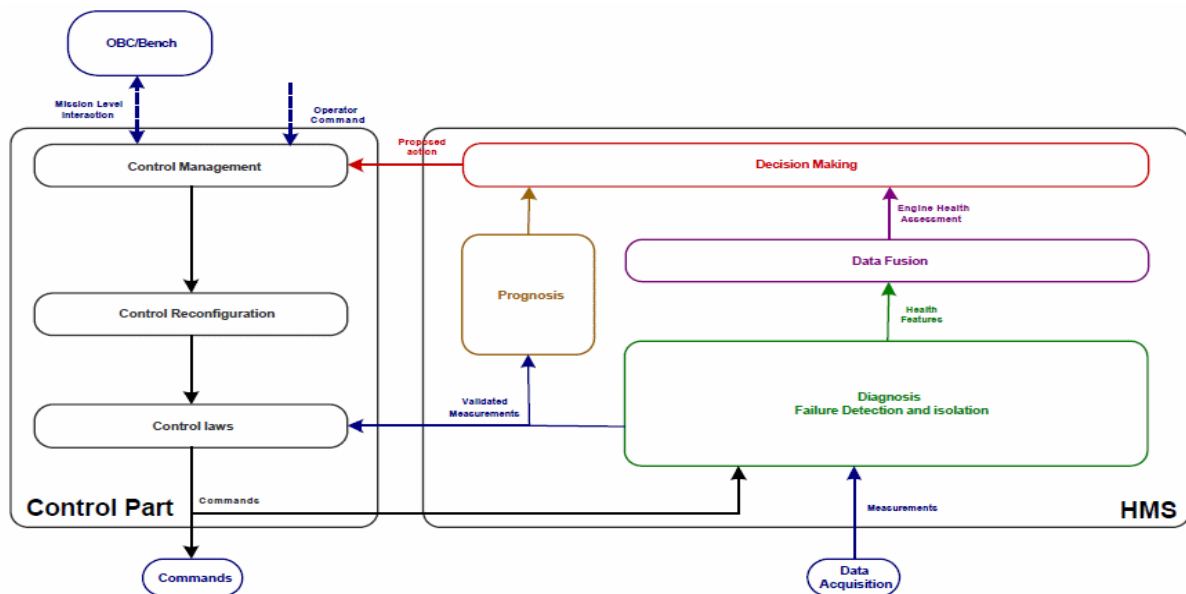 OBC/Bench
Mission Level
Interaction
Operator
Command
Control Management
Proposed
action
Decision Making
Engine Health
Assessment
Data Fusion
Prognosis
Control Reconfiguration
Health
Features
Diagnosis
Failure Detection and isolation
Validated
Measurements
Control laws
Control Part
Commands
Measurements
HMS
Commands
Data
Acquisition